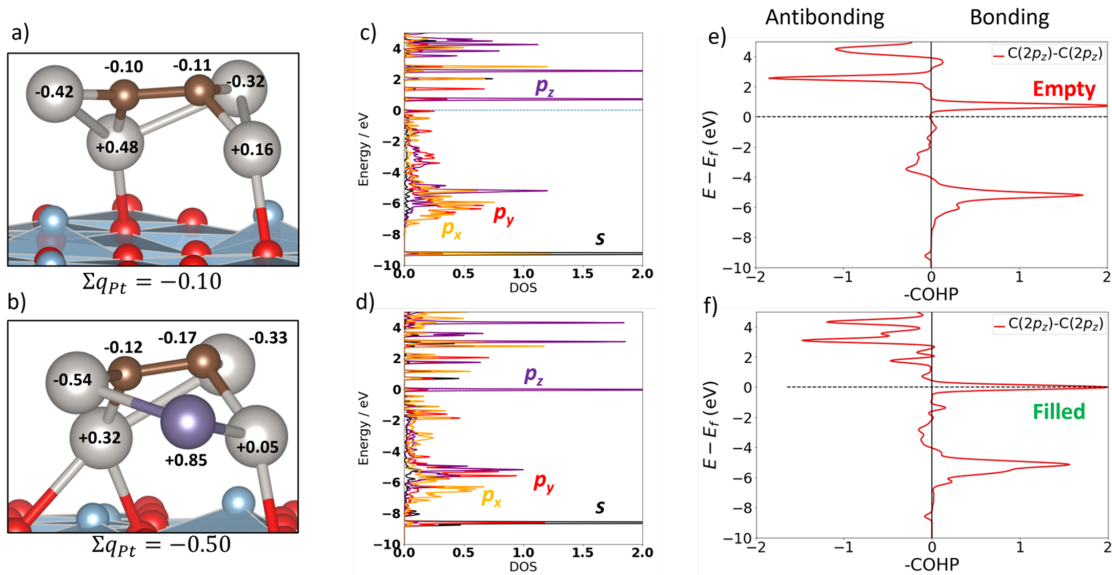 Antibonding Bonding
a)
-0.10
-0.11
-0.42
-0.32
+0.48
+0.16
Σq_Pt = −0.10
b)
-0.12
-0.17
-0.33
-0.54
+0.32
+0.05
+0.85
Σq_Pt = −0.50
c)
Energy / eV
4
2
0
−2
−4
−6
−8
−10
p_z
p_y
p_x
s
0.0 0.5 1.0 1.5 2.0
DOS
d)
Energy / eV
4
2
0
−2
−4
−6
−8
−10
p_z
p_y
p_x
s
0.0 0.5 1.0 1.5 2.0
DOS
e)
C(2p_z)-C(2p_z)
Empty
E − E_f (eV)
4
2
0
−2
−4
−6
−8
−10
−2 −1 0 1 2
-COHP
f)
C(2p_z)-C(2p_z)
Filled
E − E_f (eV)
4
2
0
−2
−4
−6
−8
−10
−2 −1 0 1 2
-COHP